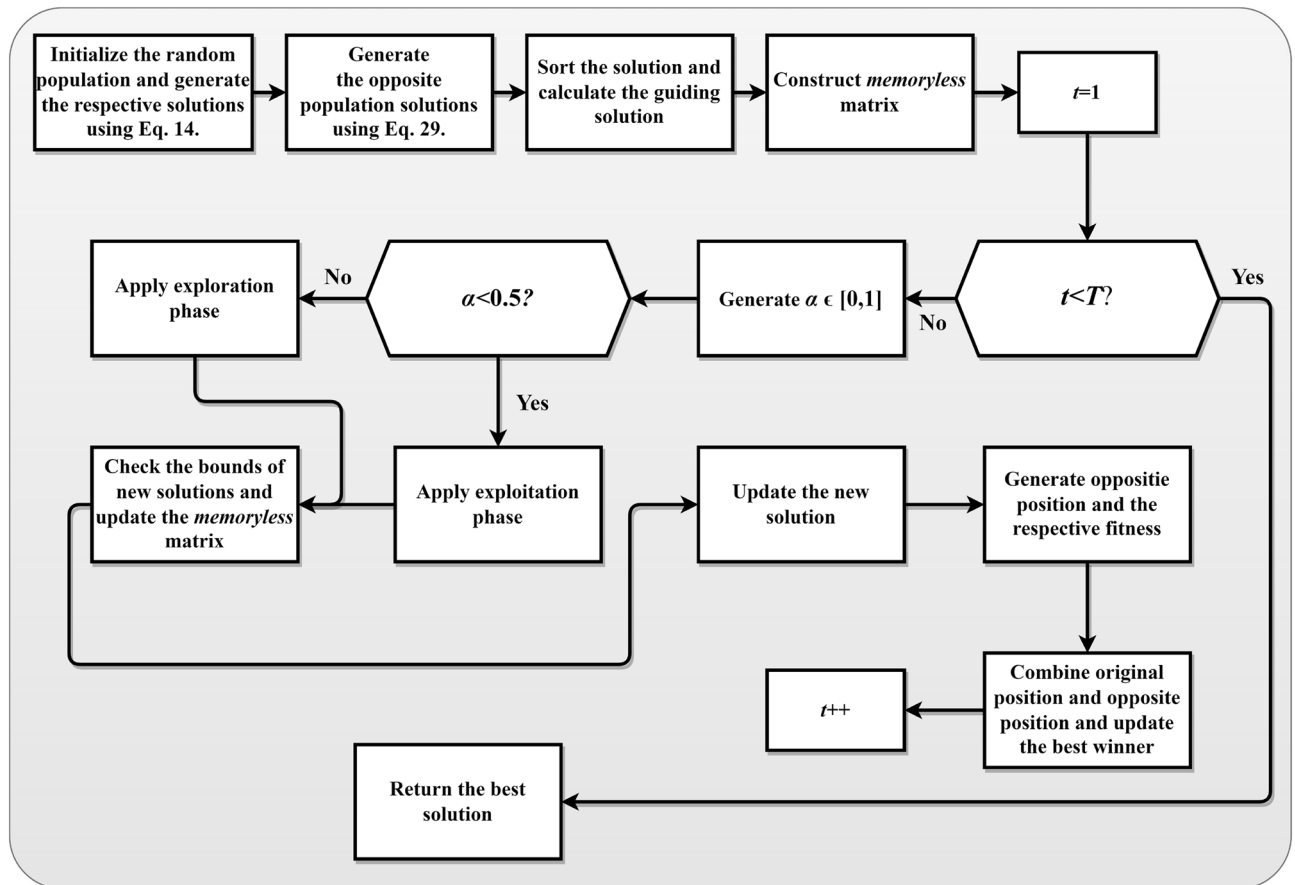 Initialize the random
population and generate
the respective solutions
using Eq. 14.
Generate
the opposite
population solutions
using Eq. 29.
Sort the solution and
calculate the guiding
solution
Construct memoryless
matrix
t=1
t<T?
Yes
No
Generate α ϵ [0,1]
α<0.5?
No
Yes
Apply exploration
phase
Apply exploitation
phase
Check the bounds of
new solutions and
update the memoryless
matrix
Update the new
solution
Generate oppositie
position and the
respective fitness
Combine original
position and opposite
position and update
the best winner
t++
Return the best
solution